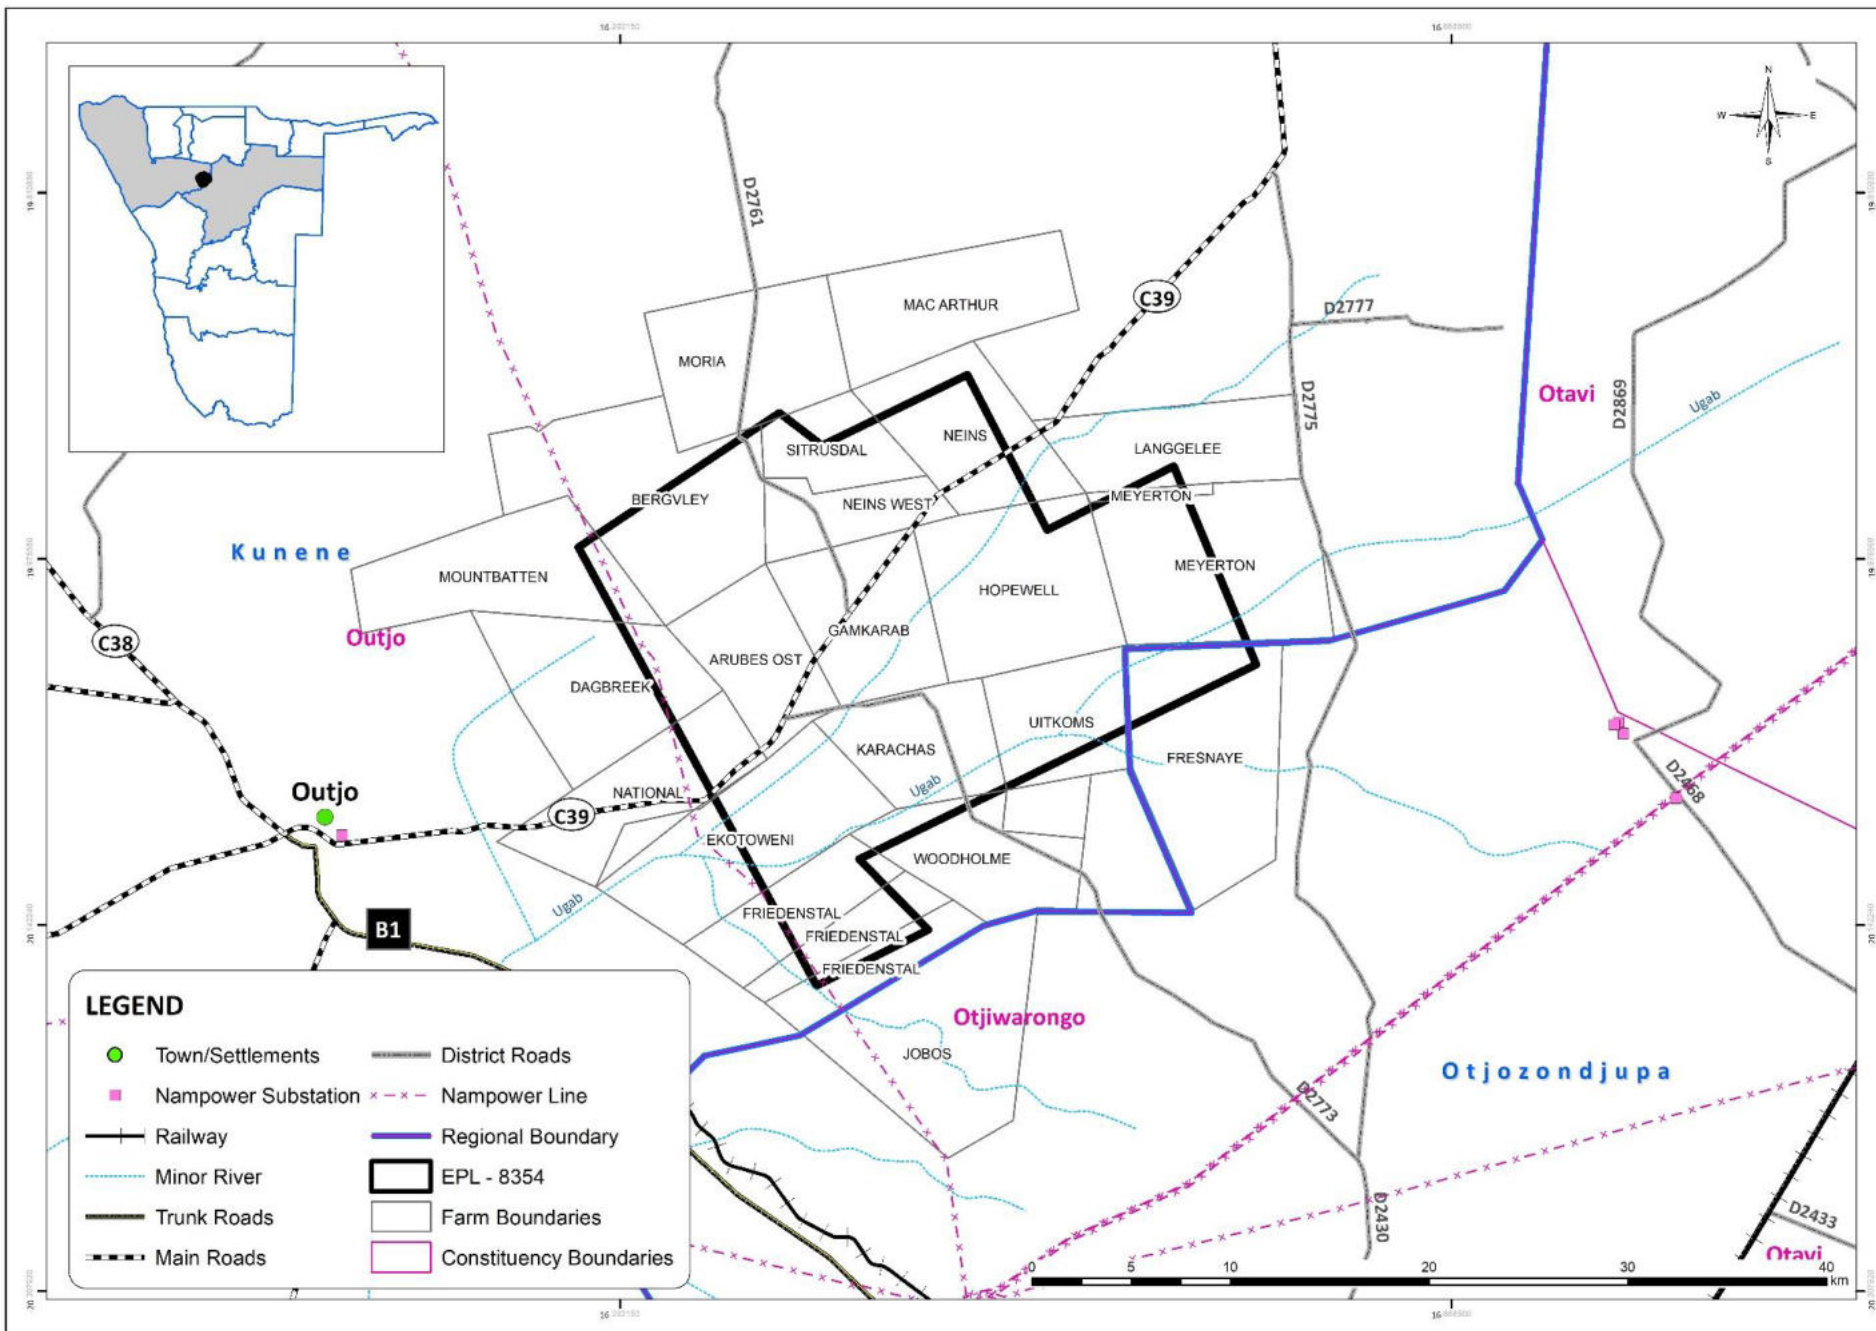 N
W E
S
D2761
MAC ARTHUR
C39
D2777
MORIA
Otavi
D2869
Ugab
D2775
NEINS
SITRUSDAL
LANGGELEE
BERGVLEY
NEINS WEST
MEYERTON
Kunene
MOUNTBATTEN
HOPEWELL
MEYERTON
C38
Outjo
GAMKARAB
ARUBES OST
DAGBREEK
UITKOMS
KARACHAS
FRESNAYE
Ugab
D2468
Outjo
NATIONAL
C39
EKOTOWENI
WOODHOLME
Ugab
FRIEDENSTAL
B1
FRIEDENSTAL
FRIEDENSTAL
Otjiwarongo
JOBOS
Otjozondjupa
D2773
D2430
D2433
Otavi
LEGEND
Town/Settlements
District Roads
Nampower Substation
Nampower Line
Railway
Regional Boundary
Minor River
EPL - 8354
Trunk Roads
Farm Boundaries
Main Roads
Constituency Boundaries
0 5 10 20 30 40
km